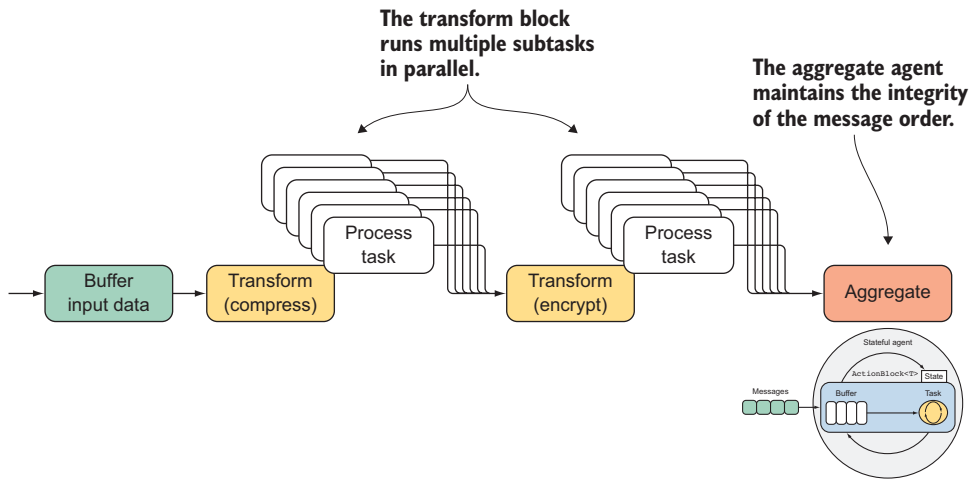 The transform block
runs multiple subtasks
in parallel.
The aggregate agent
maintains the integrity
of the message order.
Process
task
Process
task
Buffer
input data
Transform
(compress)
Transform
(encrypt)
Aggregate
Stateful agent
ActionBlock<T>
State
Messages
Buffer
Task